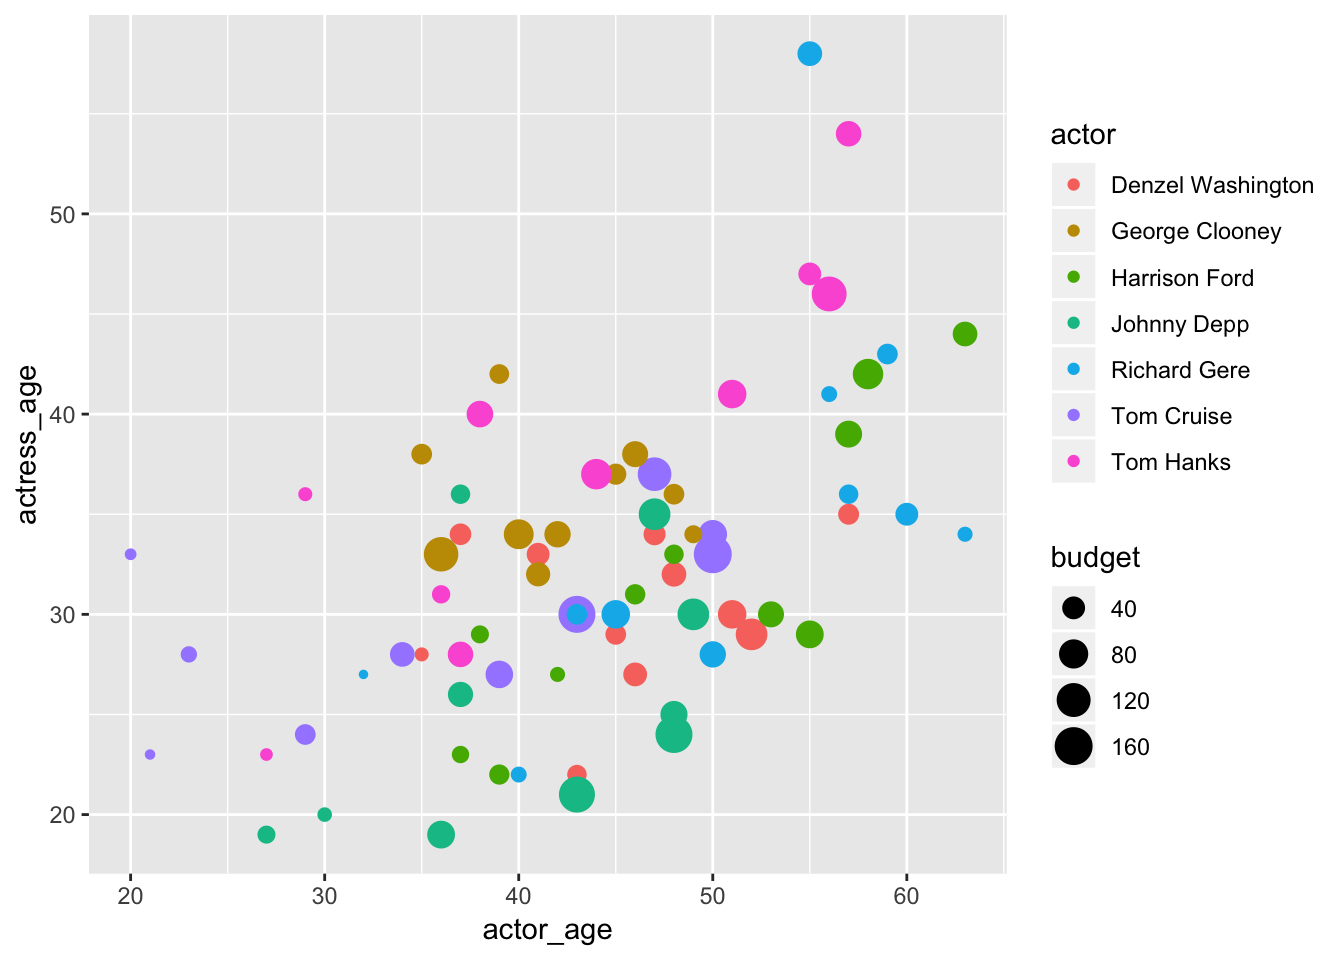 actress_age
50
40
30
20
20 30 40 50 60
actor_age
actor
Denzel Washington
George Clooney
Harrison Ford
Johnny Depp
Richard Gere
Tom Cruise
Tom Hanks
budget
40
80
120
160